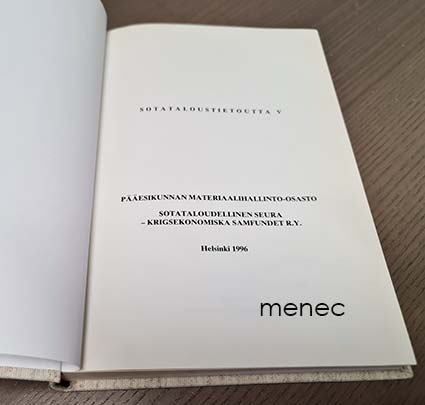 SOTATALOUSTIETOUTTA V
PÄÄESIKUNNAN MATERIAALIHALLINTO-OSASTO
SOTATALOUDELLINEN SEURA
– KRIGSEKONOMISKA SAMFUNDET R.Y.
Helsinki 1996
menec